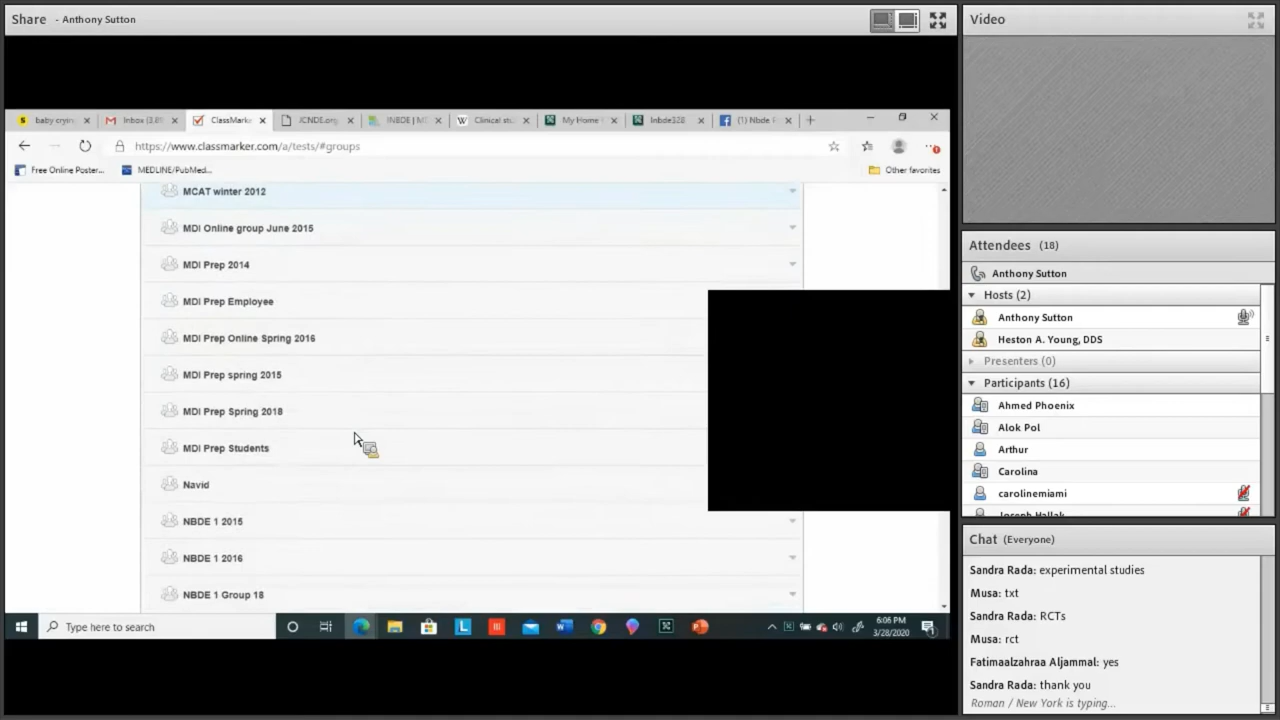 Share - Anthony Sutton
Video
baby cryin
Inbox (3,8
ClassMarke
JCNDE.org
INBDE | M
Clinical stu
My Home
(1) Nbde
https://www.classmarker.com/a/tests/#groups
Free Online Poster...
MEDLINE/PubMed...
Other favorites
MCAT winter 2012
MDI Online group June 2015
MDI Prep 2014
MDI Prep Employee
MDI Prep Online Spring 2016
MDI Prep spring 2015
MDI Prep Spring 2018
MDI Prep Students
Navid
NBDE 1 2015
NBDE 1 2016
NBDE 1 Group 18
Type here to search
6:06 PM
3/28/2020
Attendees (18)
Anthony Sutton
Hosts (2)
Anthony Sutton
Heston A. Young, DDS
Presenters (0)
Participants (16)
Ahmed Phoenix
Alok Pol
Arthur
Carolina
carolinemiami
Joseph Hallak
Chat (Everyone)
Sandra Rada: experimental studies
Musa: txt
Sandra Rada: RCTs
Musa: rct
Fatimaalzahraa Aljammal: yes
Sandra Rada: thank you
Roman / New York is typing...